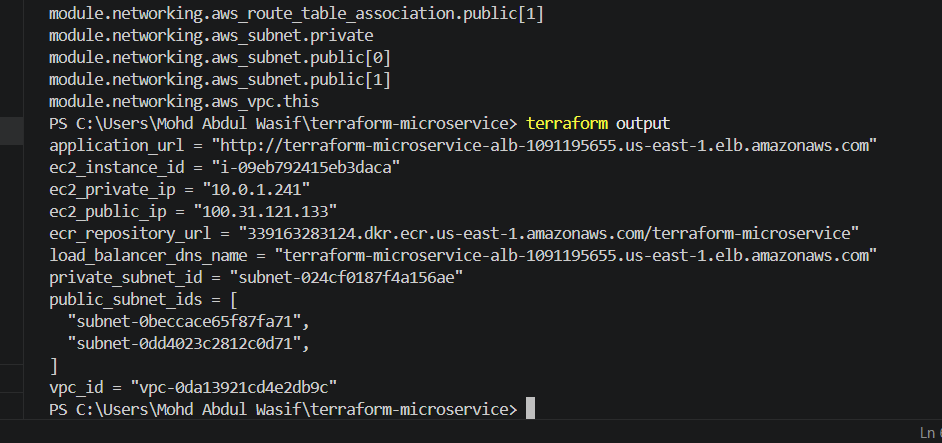 module.networking.aws_route_table_association.public[1]
module.networking.aws_subnet.private
module.networking.aws_subnet.public[0]
module.networking.aws_subnet.public[1]
module.networking.aws_vpc.this
PS C:\Users\Mohd Abdul Wasif\terraform-microservice> terraform output
application_url = "http://terraform-microservice-alb-1091195655.us-east-1.elb.amazonaws.com"
ec2_instance_id = "i-09eb792415eb3daca"
ec2_private_ip = "10.0.1.241"
ec2_public_ip = "100.31.121.133"
ecr_repository_url = "339163283124.dkr.ecr.us-east-1.amazonaws.com/terraform-microservice"
load_balancer_dns_name = "terraform-microservice-alb-1091195655.us-east-1.elb.amazonaws.com"
private_subnet_id = "subnet-024cf0187f4a156ae"
public_subnet_ids = [
  "subnet-0beccace65f87fa71",
  "subnet-0dd4023c2812c0d71",
]
vpc_id = "vpc-0da13921cd4e2db9c"
PS C:\Users\Mohd Abdul Wasif\terraform-microservice>
Ln